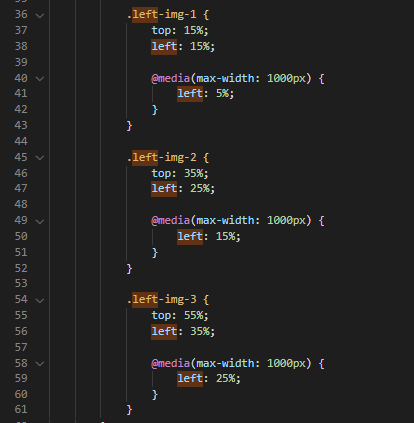 36 .left-img-1 {
37 top: 15%;
38 left: 15%;
39
40 @media(max-width: 1000px) {
41 left: 5%;
42 }
43 }
44
45 .left-img-2 {
46 top: 35%;
47 left: 25%;
48
49 @media(max-width: 1000px) {
50 left: 15%;
51 }
52 }
53
54 .left-img-3 {
55 top: 55%;
56 left: 35%;
57
58 @media(max-width: 1000px) {
59 left: 25%;
60 }
61 }